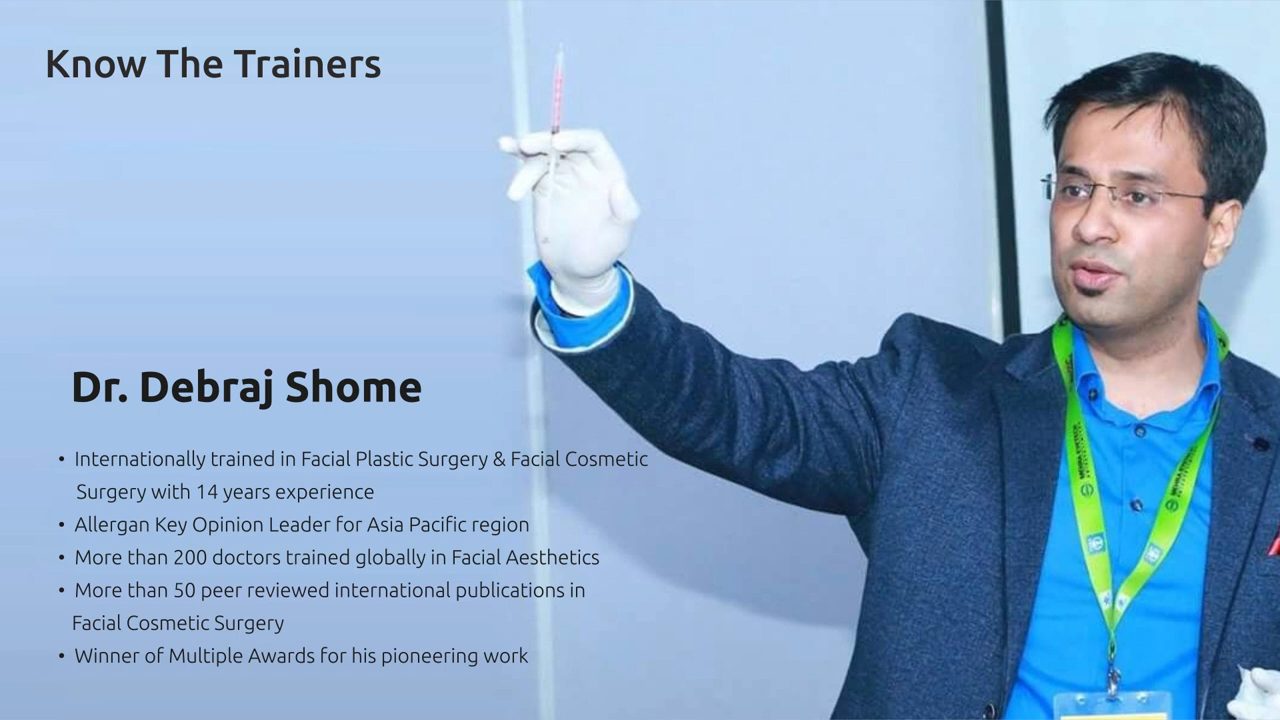 Know The Trainers
Dr. Debraj Shome
• Internationally trained in Facial Plastic Surgery & Facial Cosmetic
Surgery with 14 years experience
• Allergan Key Opinion Leader for Asia Pacific region
• More than 200 doctors trained globally in Facial Aesthetics
• More than 50 peer reviewed international publications in
Facial Cosmetic Surgery
• Winner of Multiple Awards for his pioneering work